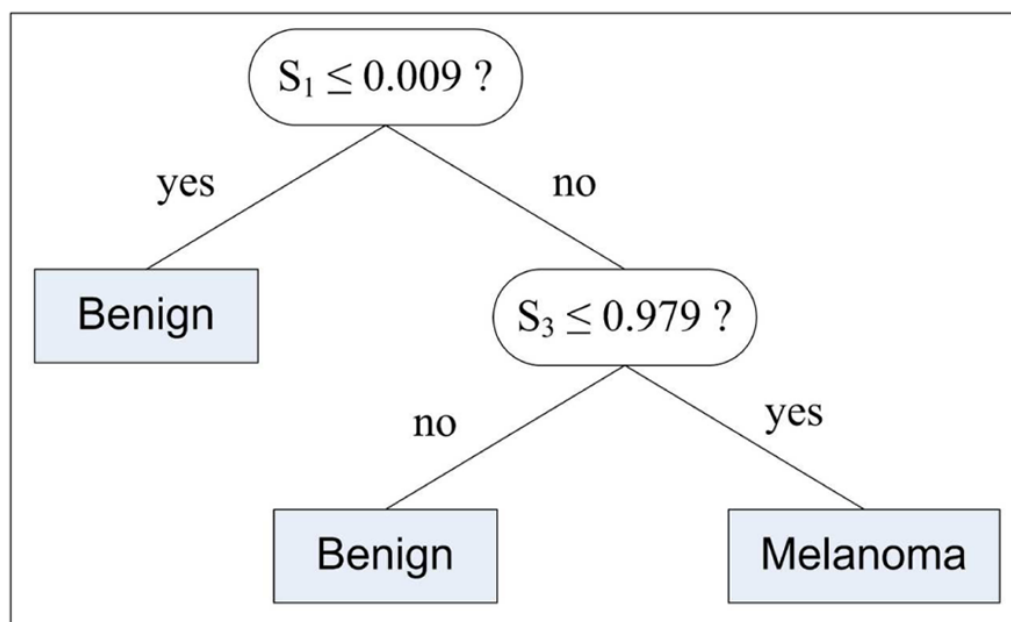 S₁ ≤ 0.009 ?
yes
no
Benign
S₃ ≤ 0.979 ?
no
yes
Benign
Melanoma